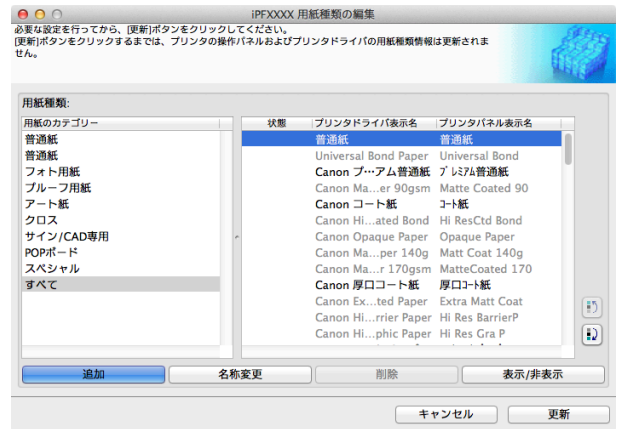 iPFXXXX 用紙種類の編集
必要な設定を行ってから、[更新]ボタンをクリックしてください。
[更新]ボタンをクリックするまでは、プリンタの操作パネルおよびプリンタドライバの用紙種類情報は更新されま
せん。
用紙種類:
用紙のカテゴリー
普通紙
普通紙
フォト用紙
プルーフ用紙
アート紙
クロス
サイン/CAD専用
POPボード
スペシャル
すべて
状態 プリンタドライバ表示名 プリンタパネル表示名
普通紙 普通紙
Universal Bond Paper Universal Bond
Canon プ…アム普通紙 プレミアム普通紙
Canon Ma...er 90gsm Matte Coated 90
Canon コート紙 コート紙
Canon Hi...ated Bond Hi ResCtd Bond
Canon Opaque Paper Opaque Paper
Canon Ma...per 140g Matt Coat 140g
Canon Ma...r 170gsm MatteCoated 170
Canon 厚口コート紙 厚口コート紙
Canon Ex...ted Paper Extra Matt Coat
Canon Hi...rrier Paper Hi Res BarrierP
Canon Hi...phic Paper Hi Res Gra P
追加 名称変更 削除 表示/非表示
キャンセル 更新